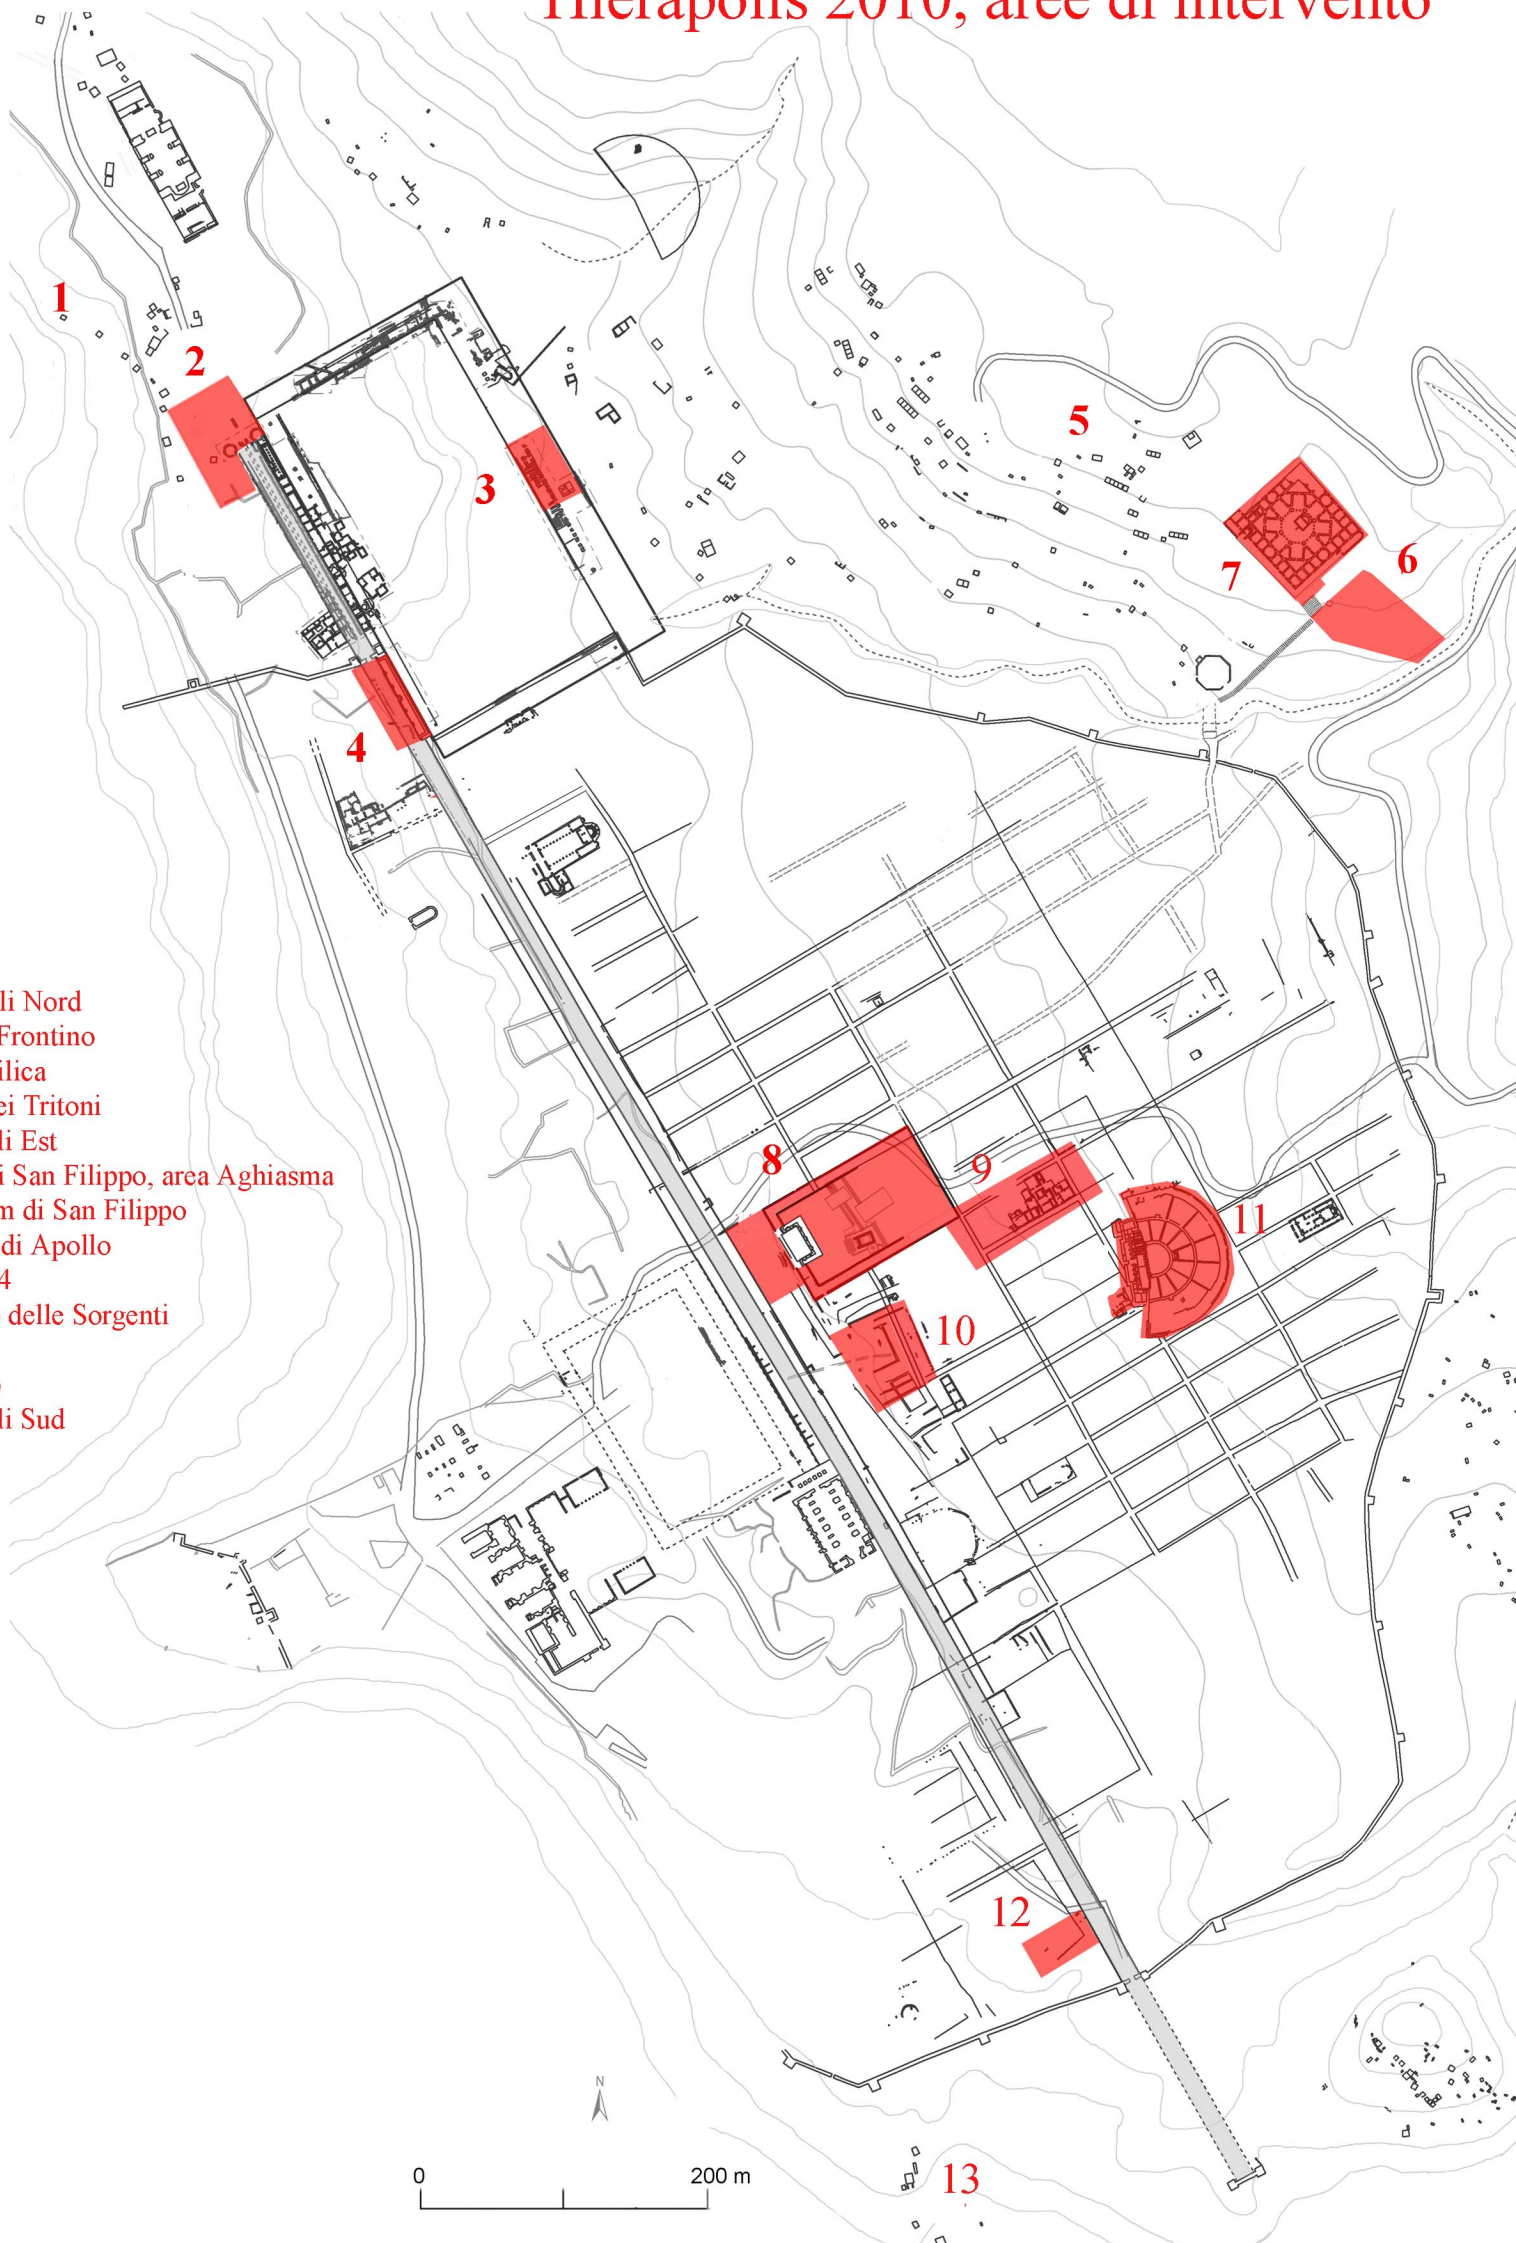 Hierapolis 2010, aree di intervento
1
2
3
4
5
6
7
li Nord
Frontino
ilica
ei Tritoni
li Est
i San Filippo, area Aghiasma
m di San Filippo
di Apollo
4
delle Sorgenti
li Sud
8
9
10
11
12
13
N
0
200 m